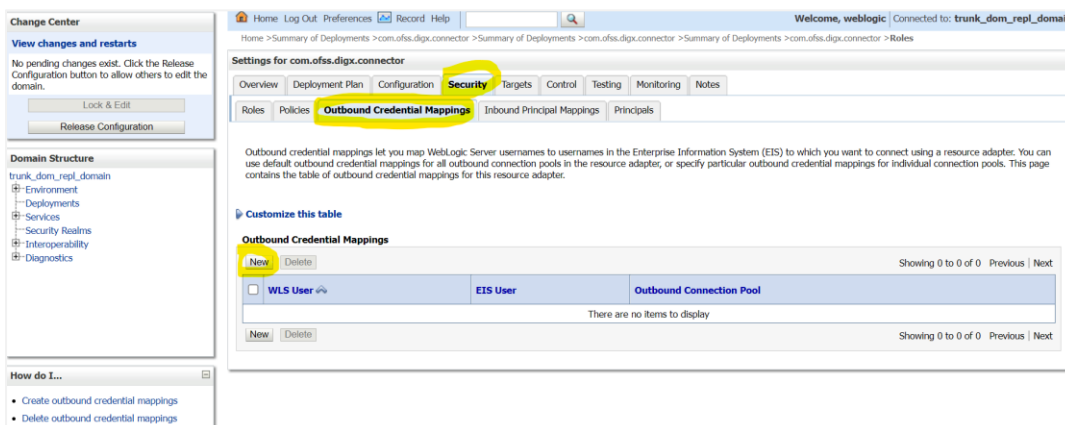 Change Center
View changes and restarts
No pending changes exist. Click the Release
Configuration button to allow others to edit the
domain.
Lock & Edit
Release Configuration
Domain Structure
trunk_dom_repl_domain
Environment
Deployments
Services
Security Realms
Interoperability
Diagnostics
How do I...
Create outbound credential mappings
Delete outbound credential mappings
Home Log Out Preferences Record Help
Welcome, weblogic Connected to: trunk_dom_repl_domai
Home >Summary of Deployments >com.ofss.digx.connector >Summary of Deployments >com.ofss.digx.connector >Summary of Deployments >com.ofss.digx.connector >Roles
Settings for com.ofss.digx.connector
Overview Deployment Plan Configuration Security Targets Control Testing Monitoring Notes
Roles Policies Outbound Credential Mappings Inbound Principal Mappings Principals
Outbound credential mappings let you map WebLogic Server usernames to usernames in the Enterprise Information System (EIS) to which you want to connect using a resource adapter. You can
use default outbound credential mappings for all outbound connection pools in the resource adapter, or specify particular outbound credential mappings for individual connection pools. This page
contains the table of outbound credential mappings for this resource adapter.
Customize this table
Outbound Credential Mappings
New Delete Showing 0 to 0 of 0 Previous | Next
WLS User EIS User Outbound Connection Pool
There are no items to display
New Delete Showing 0 to 0 of 0 Previous | Next